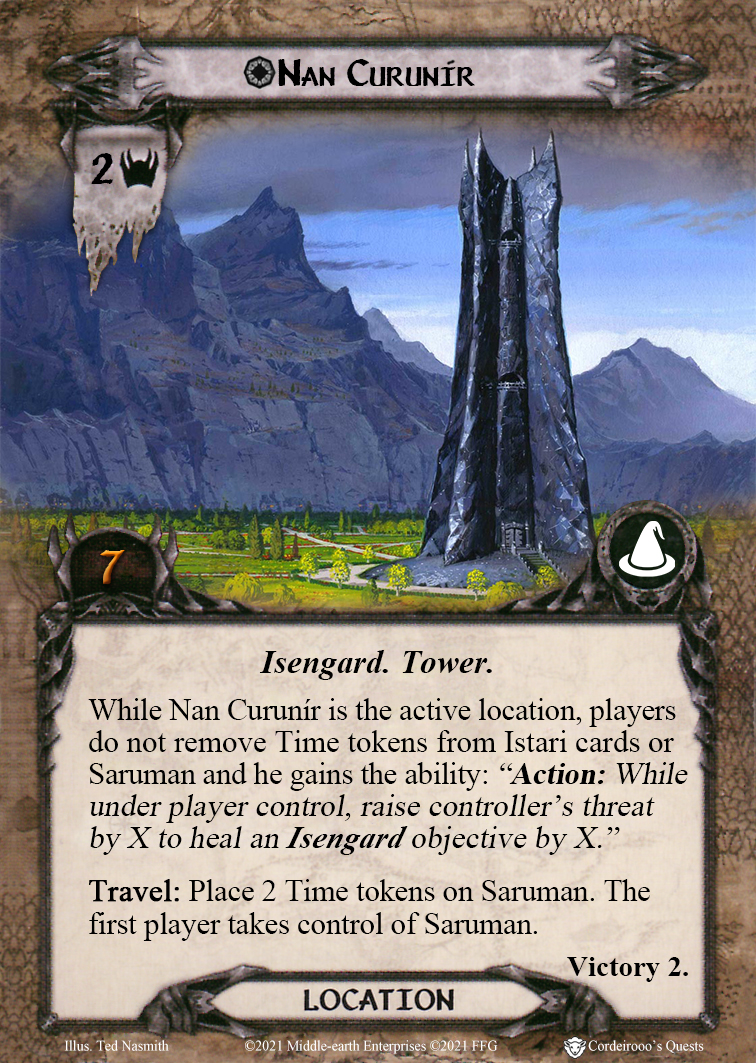 Nan Curunír
2
7
Isengard. Tower.
While Nan Curunír is the active location, players
do not remove Time tokens from Istari cards or
Saruman and he gains the ability: “Action: While
under player control, raise controller’s threat
by X to heal an Isengard objective by X.”
Travel: Place 2 Time tokens on Saruman. The
first player takes control of Saruman.
Victory 2.
LOCATION
Illus. Ted Nasmith ©2021 Middle-earth Enterprises ©2021 FFG Cordeirooo's Quests